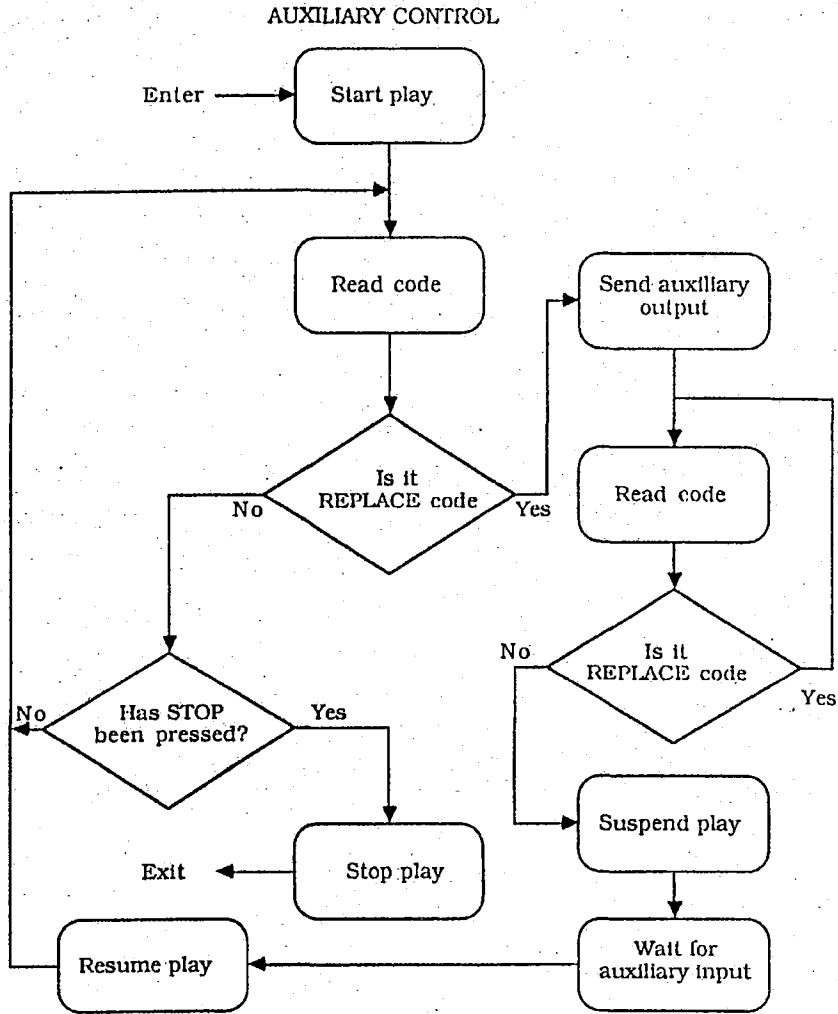 AUXILIARY CONTROL
Enter
Start play
Read code
Send auxiliary
output
Is it
REPLACE code
No
Yes
Read code
Is it
REPLACE code
No
Yes
Has STOP
been pressed?
No
Yes
Suspend play
Exit
Stop play
Resume play
Wait for
auxiliary input